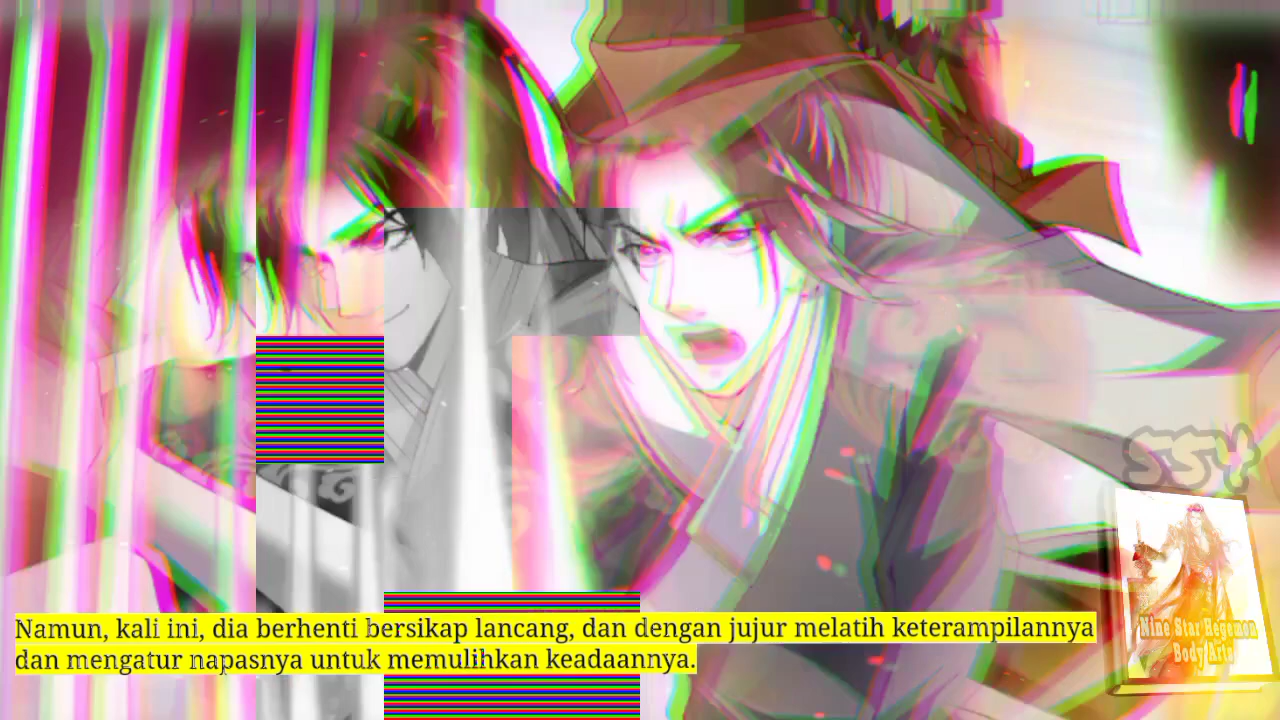 SSY
Nine Star Hegemon
Body Arts
Namun, kali ini, dia berhenti bersikap lancang, dan dengan jujur melatih keterampilannya
dan mengatur napasnya untuk memulihkan keadaannya.